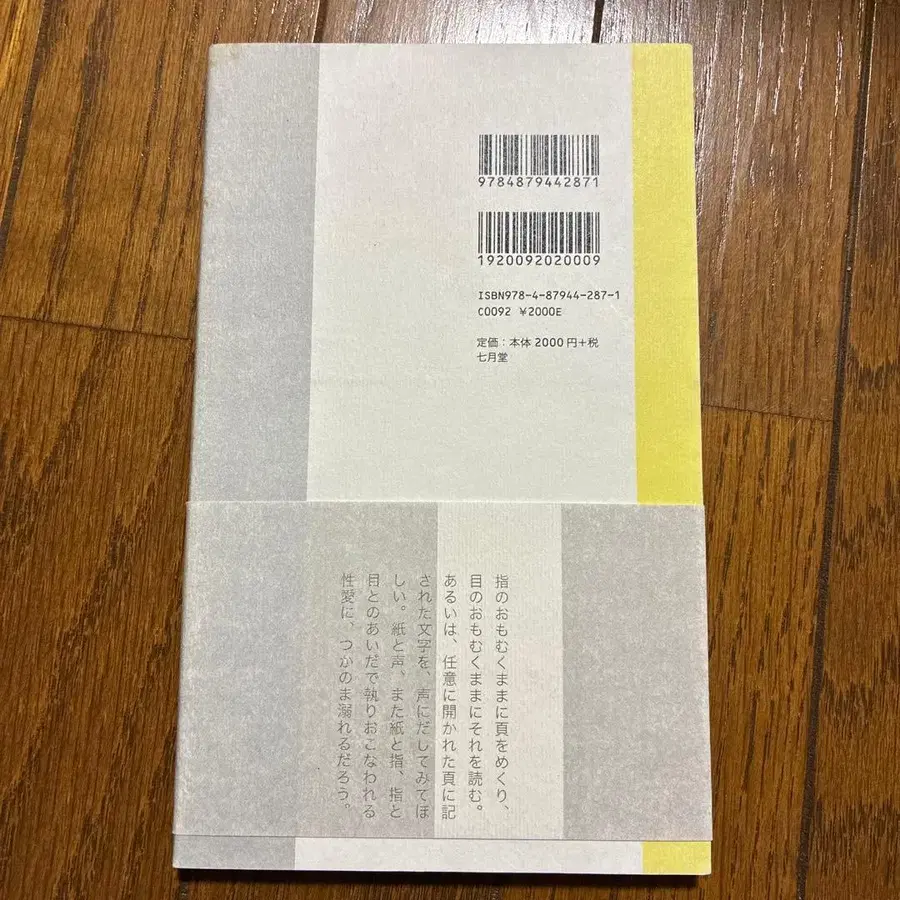 9784879442871
1920092020009
ISBN978-4-87944-287-1
C0092 ¥2000E
定価：本体2000円+税
七月堂
指のおもむくままに頁をめくり、
目のおもむくままにそれを読む。
あるいは、任意に開かれた頁に記
された文字を、声にだしてみてほ
しい。紙と声、また紙と指、指と
目とのあいだで執りおこなわれる
性愛に、つかのま溺れるだろう。